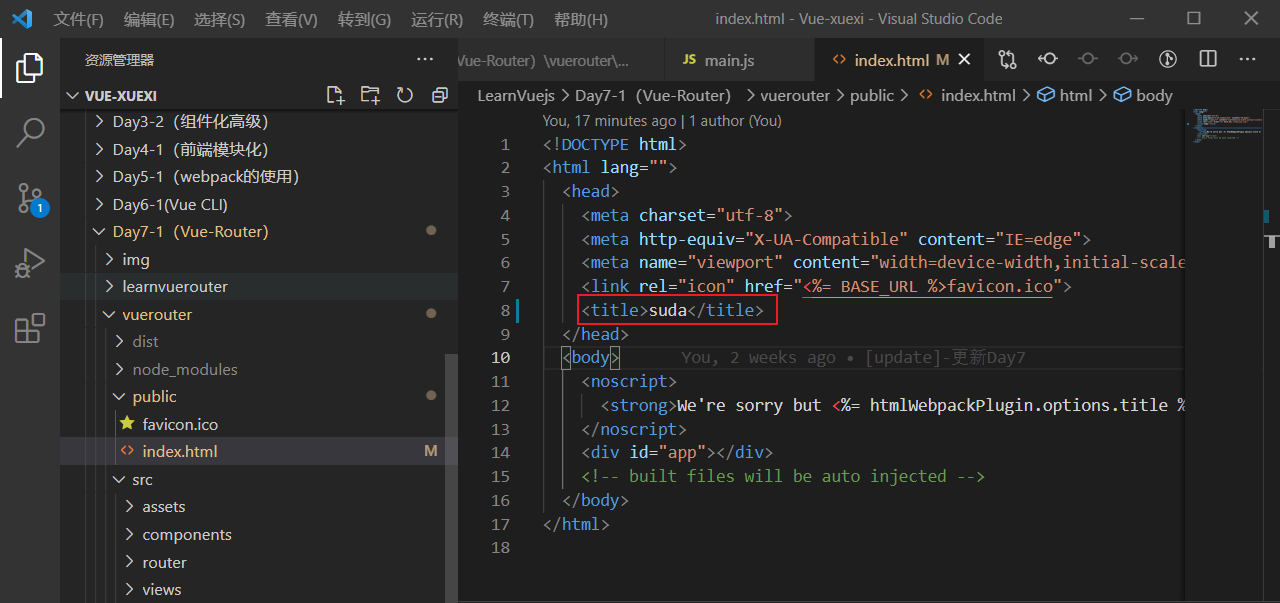 文件(F) 编辑(E) 选择(S) 查看(V) 转到(G) 运行(R) 终端(T) 帮助(H) index.html - Vue-xuexi - Visual Studio Code
资源管理器 ···
Vue-Router) \vuerouter\... JS main.js <> index.html M ···
VUE-XUEXI
LearnVuejs > Day7-1 (Vue-Router) > vuerouter > public > <> index.html > html > body
Day3-2（组件化高级）
Day4-1（前端模块化）
Day5-1（webpack的使用）
Day6-1(Vue CLI)
Day7-1（Vue-Router）
img
learnvuerouter
vuerouter
dist
node_modules
public
favicon.ico
<> index.html M
src
assets
components
router
views
1
You, 17 minutes ago | 1 author (You)
1 <!DOCTYPE html>
2 <html lang="">
3 <head>
4 <meta charset="utf-8">
5 <meta http-equiv="X-UA-Compatible" content="IE=edge">
6 <meta name="viewport" content="width=device-width,initial-scale
7 <link rel="icon" href="<%= BASE_URL %>favicon.ico">
8 <title>suda</title>
9 </head>
10 <body> You, 2 weeks ago • [update]-更新Day7
11 <noscript>
12 <strong>We're sorry but <%= htmlWebpackPlugin.options.title %
13 </noscript>
14 <div id="app"></div>
15 <!-- built files will be auto injected -->
16 </body>
17 </html>
18